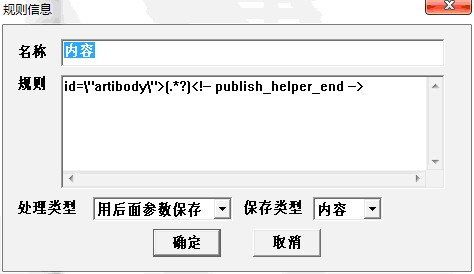 规则信息
名称 内容
规则 id=\"artibody\">(.*?)<!-- publish_helper_end -->
处理类型 用后面参数保存 保存类型 内容
确定 取消